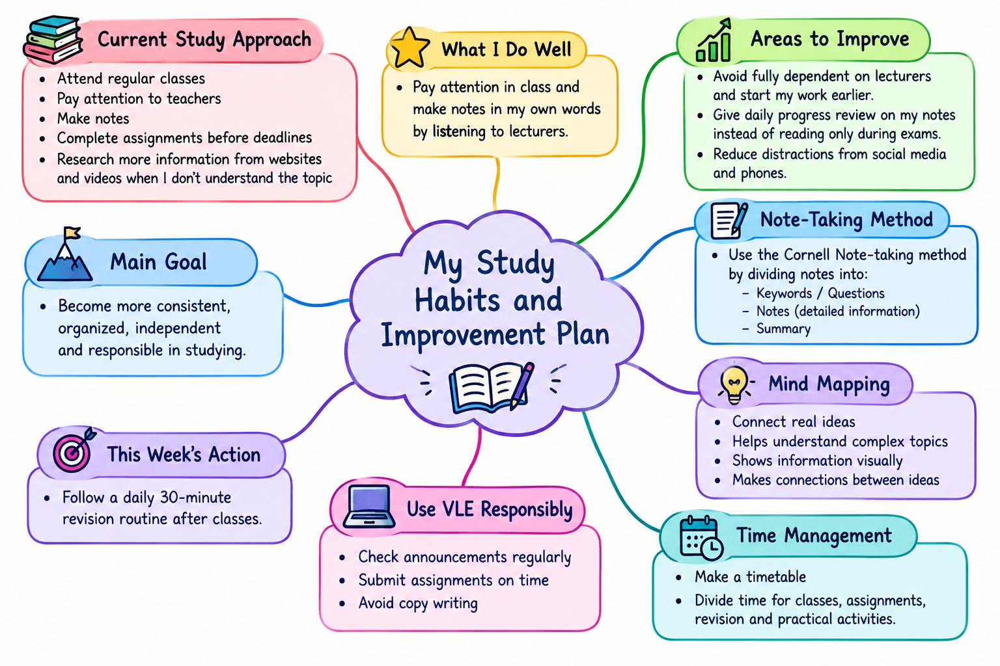 Current Study Approach
• Attend regular classes
• Pay attention to teachers
• Make notes
• Complete assignments before deadlines
• Research more information from websites
and videos when I don't understand the topic
What I Do Well
• Pay attention in class and
make notes in my own words
by listening to lecturers.
Areas to Improve
• Avoid fully dependent on lecturers
and start my work earlier.
• Give daily progress review on my notes
instead of reading only during exams.
• Reduce distractions from social media
and phones.
Main Goal
• Become more consistent,
organized, independent
and responsible in studying.
My Study
Habits and
Improvement Plan
Note-Taking Method
• Use the Cornell Note-taking method
by dividing notes into:
– Keywords / Questions
– Notes (detailed information)
– Summary
Mind Mapping
• Connect real ideas
• Helps understand complex topics
• Shows information visually
• Makes connections between ideas
This Week's Action
• Follow a daily 30-minute
revision routine after classes.
Use VLE Responsibly
• Check announcements regularly
• Submit assignments on time
• Avoid copy writing
Time Management
• Make a timetable
• Divide time for classes, assignments,
revision and practical activities.